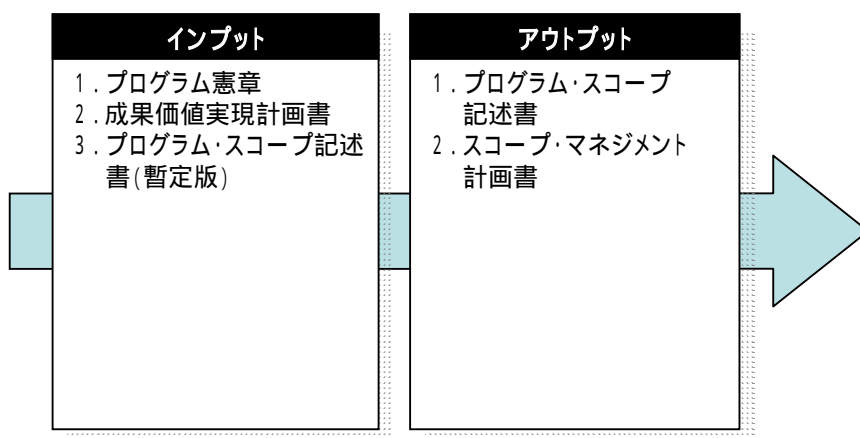 インプット
1．プログラム憲章
2．成果価値実現計画書
3．プログラム・スコープ記述
書(暫定版)
アウトプット
1．プログラム・スコープ
記述書
2．スコープ・マネジメント
計画書